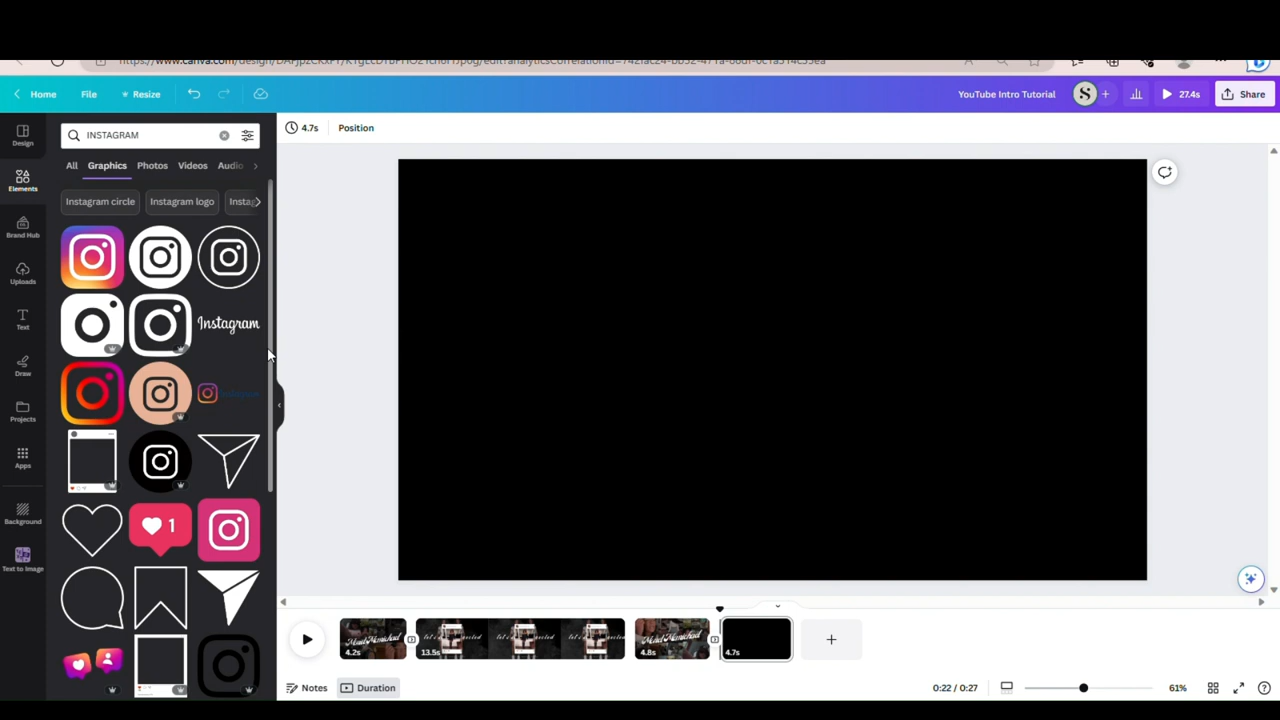 Home
File
Resize
YouTube Intro Tutorial
S
27.4s
Share
Design
INSTAGRAM
4.7s
Position
All
Graphics
Photos
Videos
Audio
Elements
Instagram circle
Instagram logo
Instag
Brand Hub
Uploads
Text
Instagram
Draw
Projects
Apps
Background
1
Text to Image
4.2s
13.5s
4.8s
4.7s
Notes
Duration
0:22 / 0:27
61%